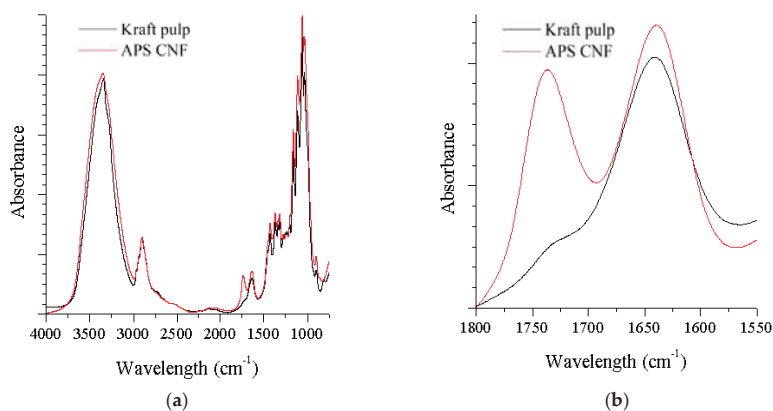 Kraft pulp
APS CNF
Absorbance
4000 3500 3000 2500 2000 1500 1000
Wavelength (cm-1)
(a)
Kraft pulp
APS CNF
Absorbance
1800 1750 1700 1650 1600 1550
Wavelength (cm-1)
(b)